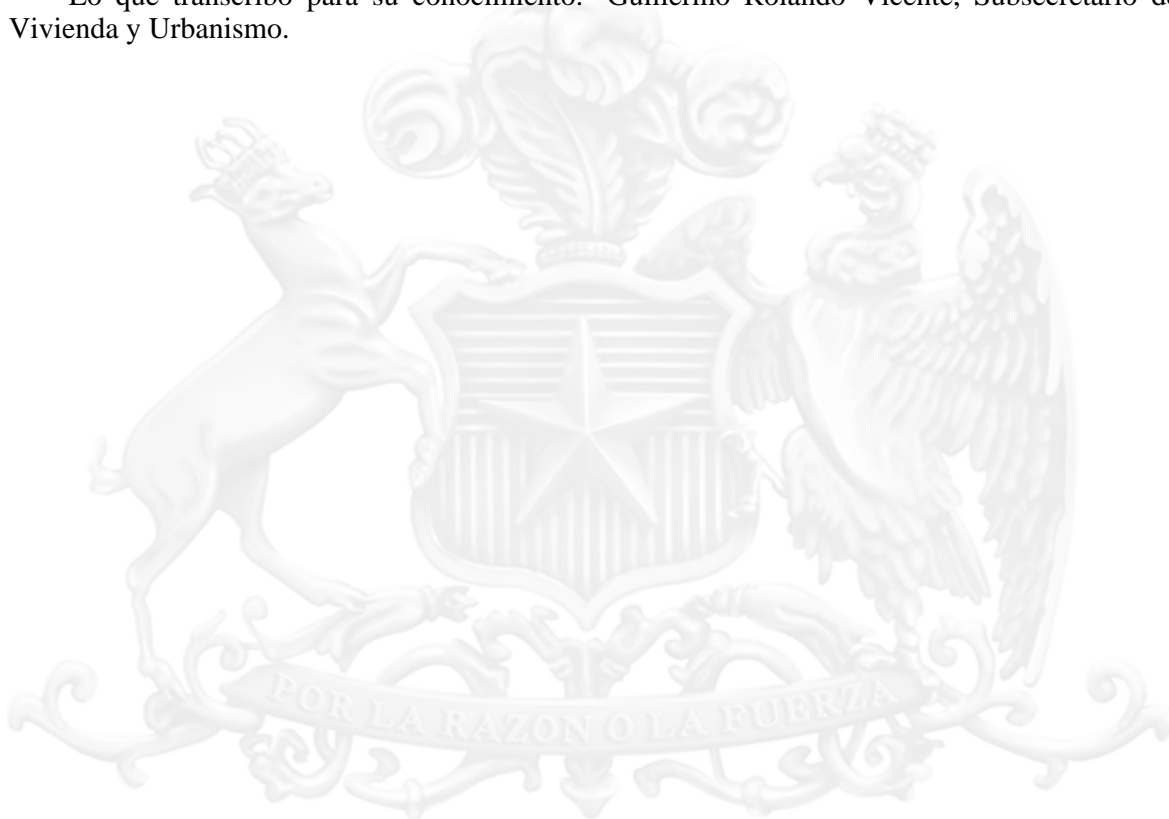 Lo que transcribo para su conocimiento.- Guillermo Rolando Vicente, Subsecretario de
Vivienda y Urbanismo.
POR LA RAZON O LA FUERZA